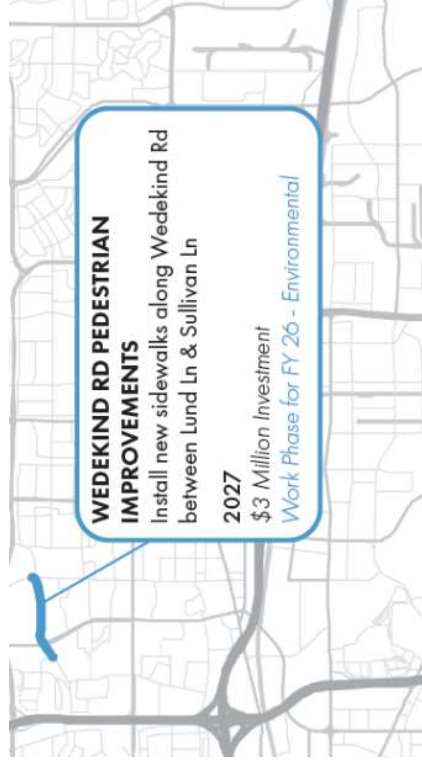 WEDEKIND RD PEDESTRIAN
IMPROVEMENTS
Install new sidewalks along Wedekind Rd
between Lund Ln & Sullivan Ln
2027
$3 Million Investment
Work Phase for FY 26 - Environmental